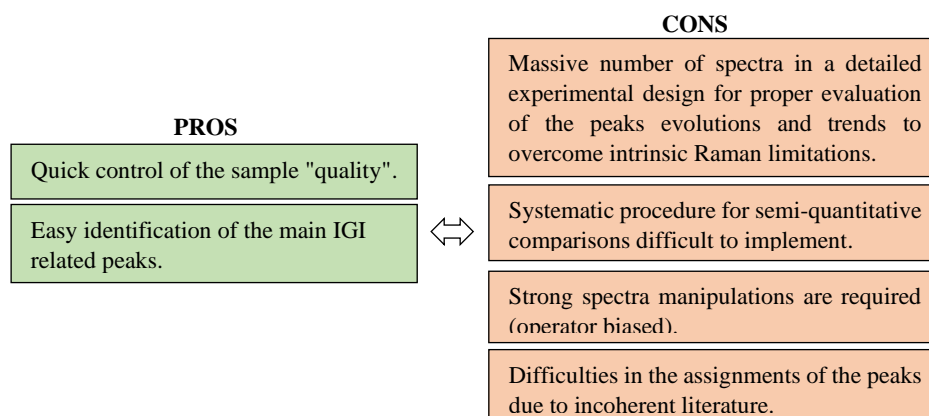 PROS
Quick control of the sample "quality".
Easy identification of the main IGI
related peaks.
CONS
Massive number of spectra in a detailed
experimental design for proper evaluation
of the peaks evolutions and trends to
overcome intrinsic Raman limitations.
Systematic procedure for semi-quantitative
comparisons difficult to implement.
Strong spectra manipulations are required
(operator biased).
Difficulties in the assignments of the peaks
due to incoherent literature.